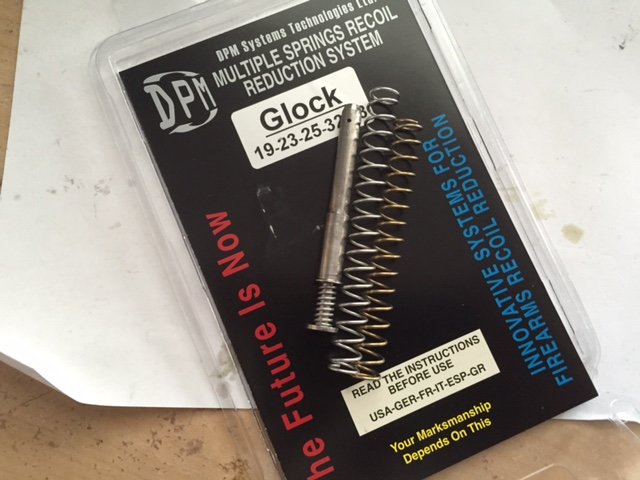 DPM Systems Technologies Ltd.
MULTIPLE SPRINGS RECOIL
REDUCTION SYSTEM
DPM
Glock
19-23-25-32
The Future Is Now
INNOVATIVE SYSTEMS FOR
FIREARMS RECOIL REDUCTION
READ THE INSTRUCTIONS
BEFORE USE
USA-GER-FR-IT-ESP-GR
Your Marksmanship
Depends On This